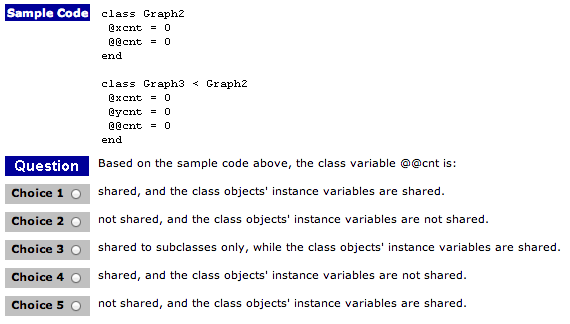 Sample Code
class Graph2
@xcnt = 0
@@cnt = 0
end
class Graph3 < Graph2
@xcnt = 0
@ycnt = 0
@@cnt = 0
end
Question Based on the sample code above, the class variable @@cnt is:
Choice 1 shared, and the class objects' instance variables are shared.
Choice 2 not shared, and the class objects' instance variables are not shared.
Choice 3 shared to subclasses only, while the class objects' instance variables are shared.
Choice 4 shared, and the class objects' instance variables are not shared.
Choice 5 not shared, and the class objects' instance variables are shared.